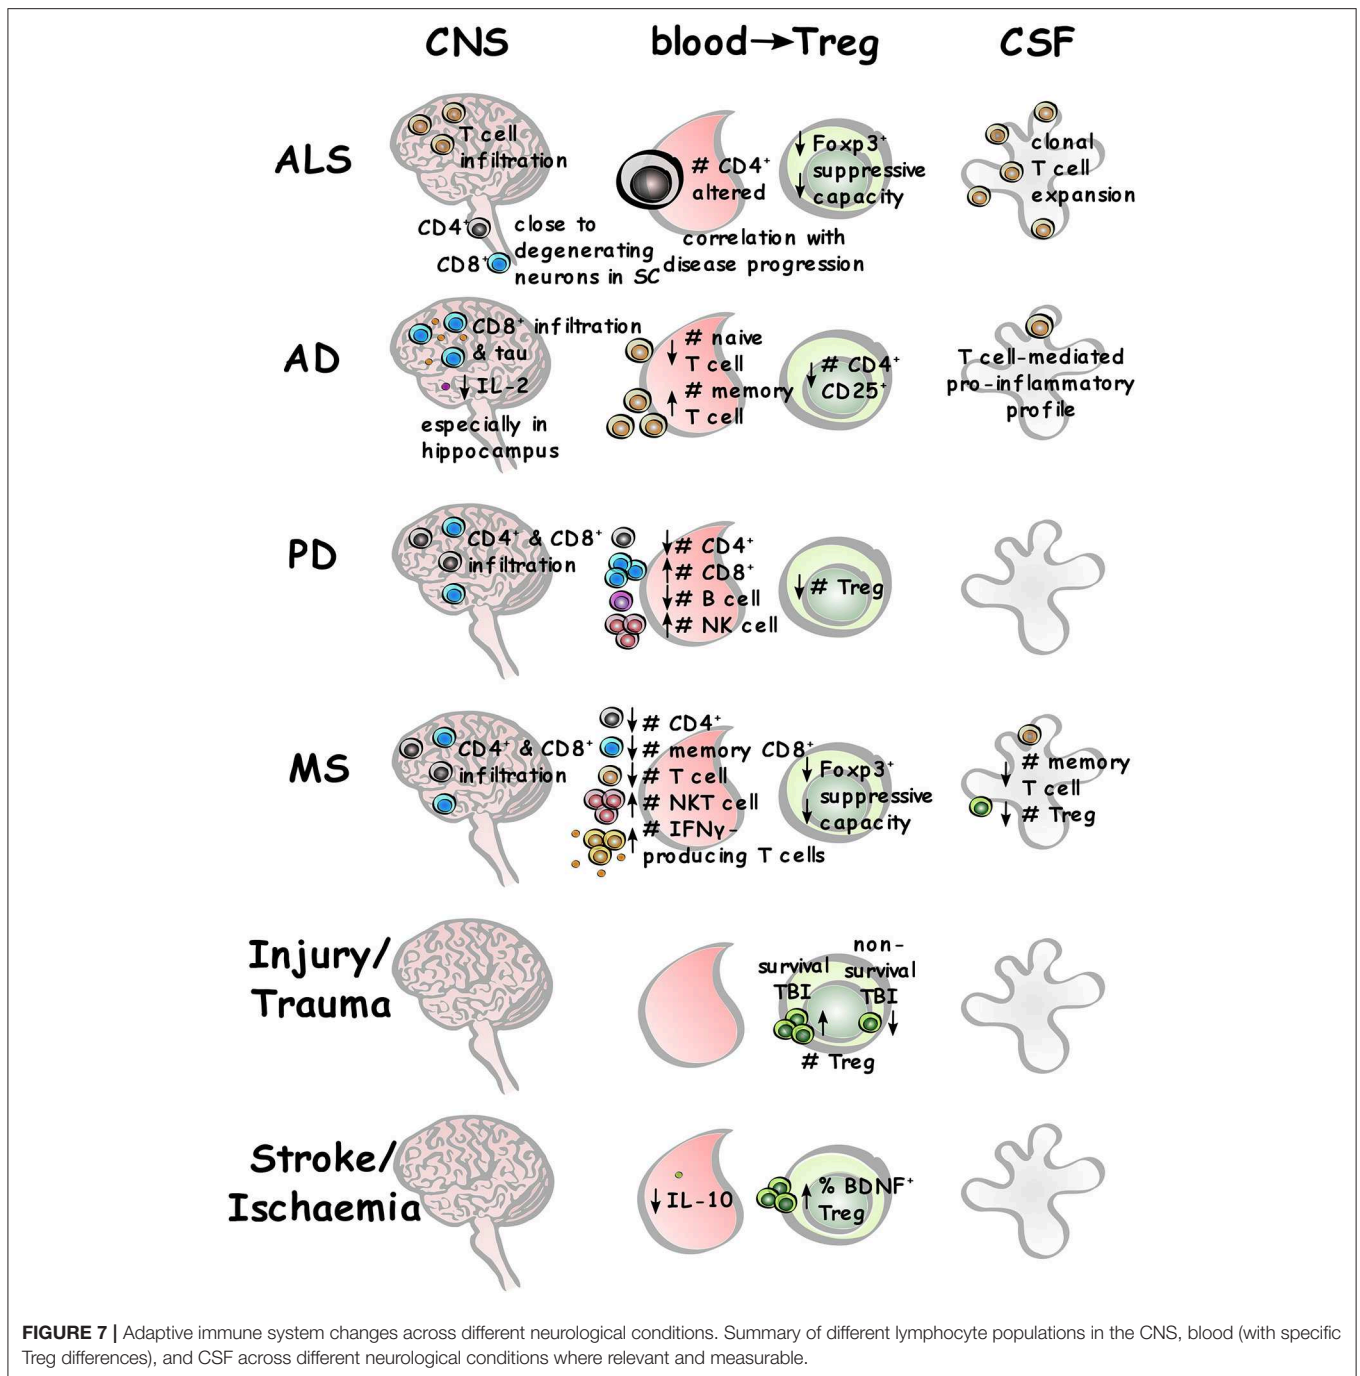 CNS
blood→Treg
CSF
ALS
T cell
infiltration
CD4⁺
CD8⁺
close to
degenerating
neurons in SC
# CD4⁺
altered
↓ Foxp3⁺
↓ suppressive
capacity
correlation with
disease progression
clonal
T cell
expansion
AD
CD8⁺ infiltration
& tau
↓ IL-2
especially in
hippocampus
↓ # naive
T cell
↑ # memory
T cell
↓ # CD4⁺
CD25⁺
T cell-mediated
pro-inflammatory
profile
PD
CD4⁺ & CD8⁺
infiltration
↓# CD4⁺
↑# CD8⁺
↓# B cell
↑# NK cell
↓ # Treg
MS
CD4⁺ & CD8⁺
infiltration
↓ # CD4⁺
↓ # memory CD8⁺
↓ # T cell
↑ # NKT cell
↑ # IFNγ-
producing T cells
↓ Foxp3⁺
↓ suppressive
capacity
↓ # memory
T cell
↓ # Treg
Injury/
Trauma
survival
TBI
↑
non-
survival
TBI
↓
# Treg
Stroke/
Ischaemia
↓ IL-10
↑ % BDNF⁺
Treg
FIGURE 7 | Adaptive immune system changes across different neurological conditions. Summary of different lymphocyte populations in the CNS, blood (with specific
Treg differences), and CSF across different neurological conditions where relevant and measurable.